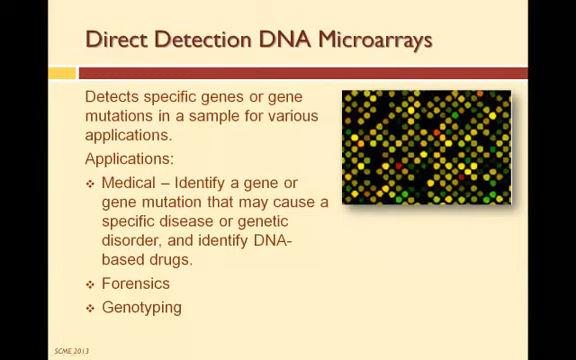 Direct Detection DNA Microarrays
Detects specific genes or gene
mutations in a sample for various
applications.
Applications:
❖ Medical – Identify a gene or
gene mutation that may cause a
specific disease or genetic
disorder, and identify DNA-
based drugs.
❖ Forensics
❖ Genotyping
SCME 2013